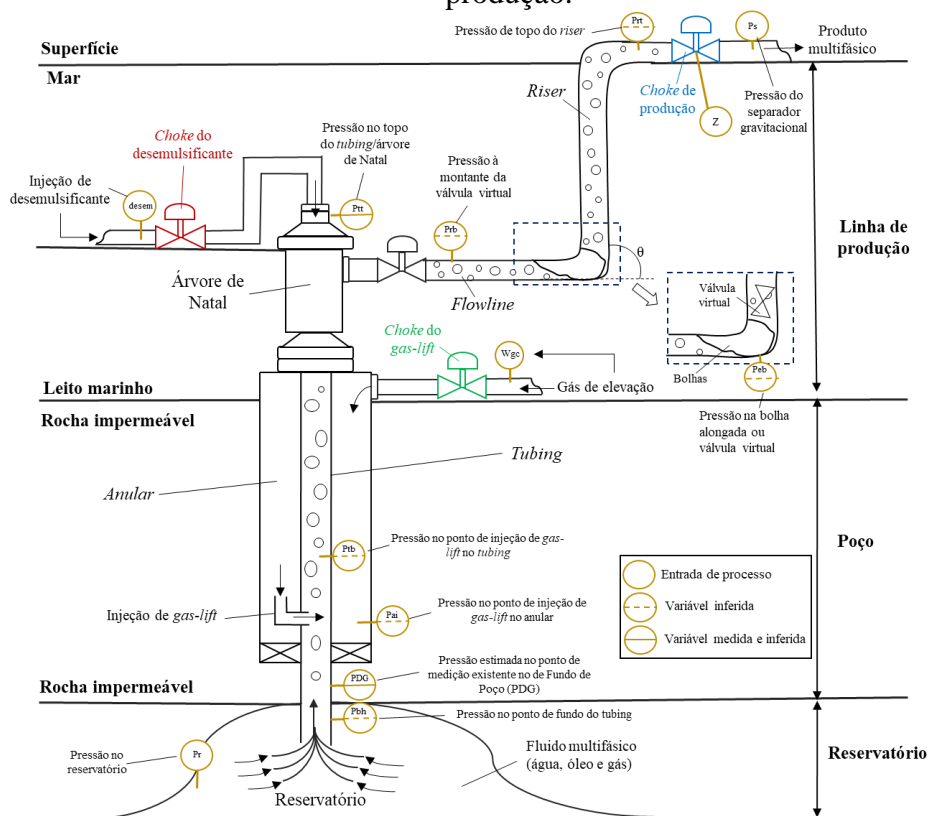 produção.
Superfície
Mar
Pressão de topo do riser
Prt
Ps
Produto
multifásico
Riser
Choke de
produção
Z
Pressão do
separador
gravitacional
Choke do
desemulsificante
Injeção de
desemulsificante
desem
Pressão no topo
do tubing/árvore
de Natal
Ptt
Pressão à
montante da
válvula virtual
Prb
θ
Linha de
produção
Árvore de
Natal
Flowline
Válvula
virtual
Bolhas
Peb
Pressão na bolha
alongada ou
válvula virtual
Choke do
gas-lift
Wgc
Gás de elevação
Leito marinho
Rocha impermeável
Tubing
Anular
Poço
Ptb
Pressão no ponto de injeção de gas-
lift no tubing
Injeção de gas-lift
Pai
Pressão no ponto de injeção de
gas-lift no anular
Entrada de processo
Variável inferida
Variável medida e inferida
Rocha impermeável
PDG
Pressão estimada no ponto de
medição existente no de Fundo de
Poço (PDG)
Pbh
Pressão no ponto de fundo do tubing
Pressão no
reservatório
Pr
Fluido multifásico
(água, óleo e gás)
Reservatório
Reservatório